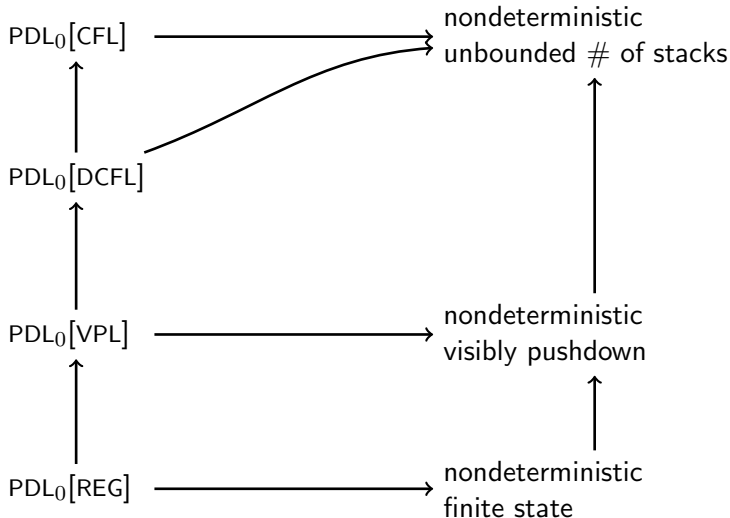 PDL₀[CFL]
nondeterministic
unbounded # of stacks
PDL₀[DCFL]
PDL₀[VPL]
nondeterministic
visibly pushdown
PDL₀[REG]
nondeterministic
finite state